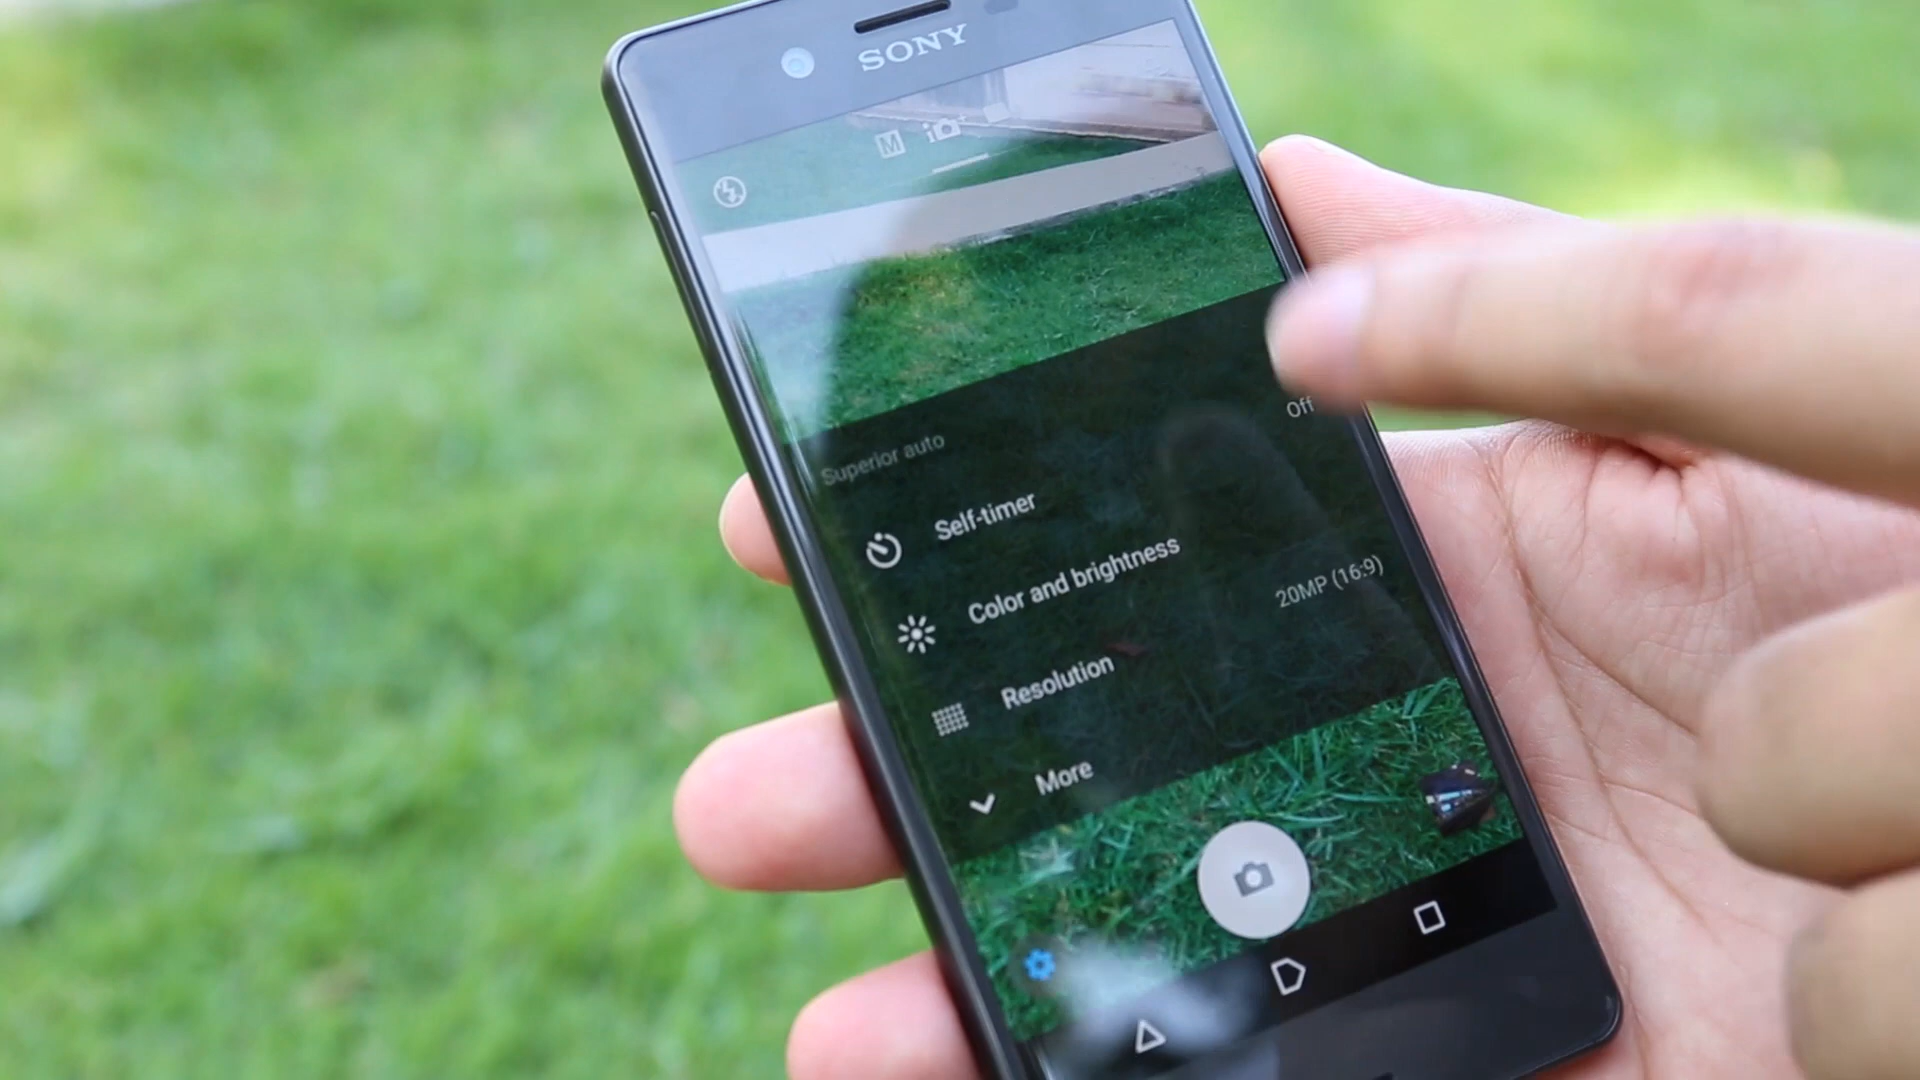 SONY
M
i
Superior auto
Self-timer
Off
Color and brightness
Resolution
20MP (16:9)
More